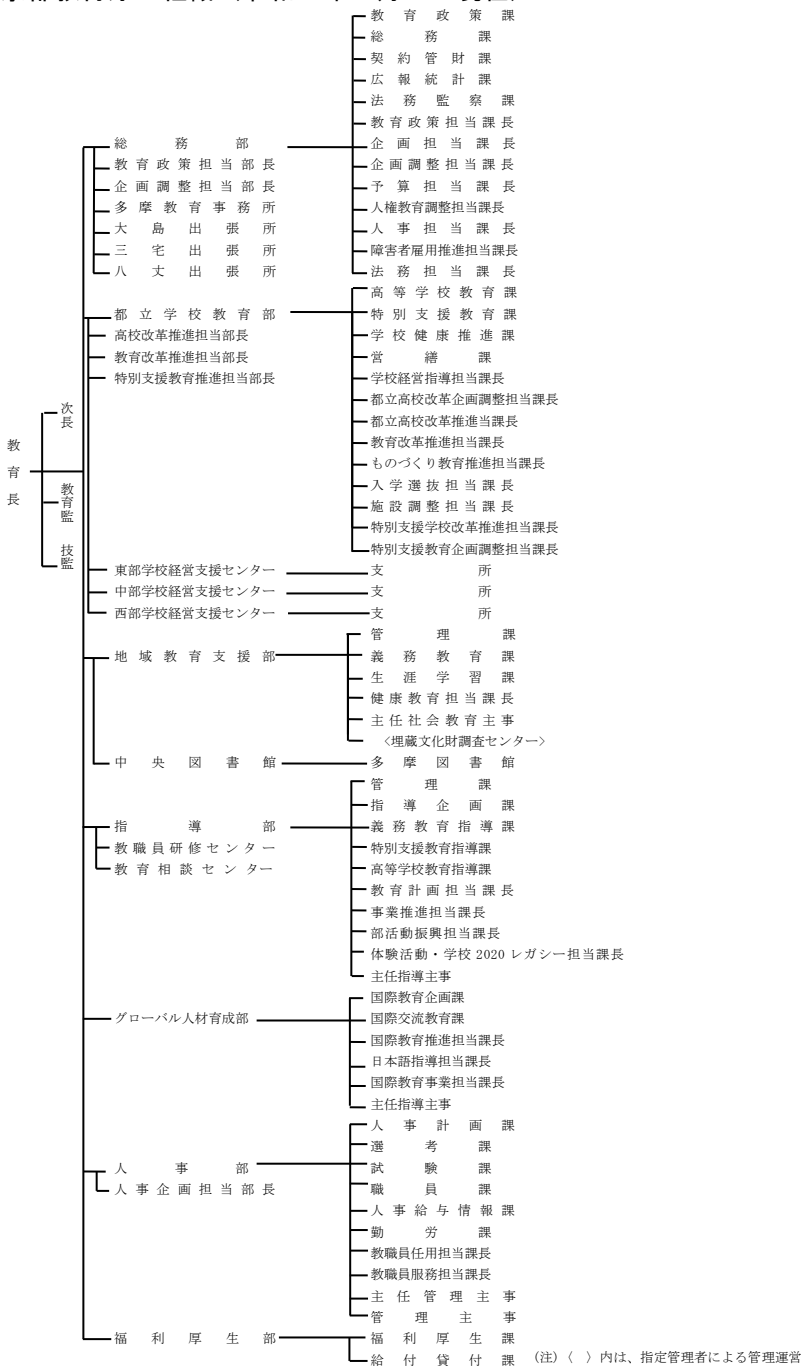 教育政策課
総務課
契約管財課
広報統計課
法務監察課
教育政策担当課長
総務部
企画担当課長
教育政策担当部長
企画調整担当課長
企画調整担当部長
予算担当課長
多摩教育事務所
人権教育調整担当課長
大島出張所
人事担当課長
三宅出張所
障害者雇用推進担当課長
八丈出張所
法務担当課長
高等学校教育課
都立学校教育部
特別支援教育課
高校改革推進担当部長
学校健康推進課
教育改革推進担当部長
営繕課
特別支援教育推進担当部長
学校経営指導担当課長
都立高校改革企画調整担当課長
都立高校改革推進担当課長
教育改革推進担当課長
ものづくり教育推進担当課長
入学選抜担当課長
施設調整担当課長
特別支援学校改革推進担当課長
特別支援教育企画調整担当課長
教育長
次長
教育監
技監
東部学校経営支援センター
支所
中部学校経営支援センター
支所
西部学校経営支援センター
支所
管理課
地域教育支援部
義務教育課
生涯学習課
健康教育担当課長
主任社会教育主事
〈埋蔵文化財調査センター〉
中央図書館
多摩図書館
管理課
指導企画課
指導部
義務教育指導課
教職員研修センター
特別支援教育指導課
教育相談センター
高等学校教育指導課
教育計画担当課長
事業推進担当課長
部活動振興担当課長
体験活動・学校2020レガシー担当課長
主任指導主事
国際教育企画課
グローバル人材育成部
国際交流教育課
国際教育推進担当課長
日本語指導担当課長
国際教育事業担当課長
主任指導主事
人事計画課
選考課
人事部
試験課
人事企画担当部長
職員課
人事給与情報課
勤労課
教職員任用担当課長
教職員服務担当課長
主任管理主事
管理主事
福利厚生部
福利厚生課
給付貸付課
(注)〈 〉内は、指定管理者による管理運営